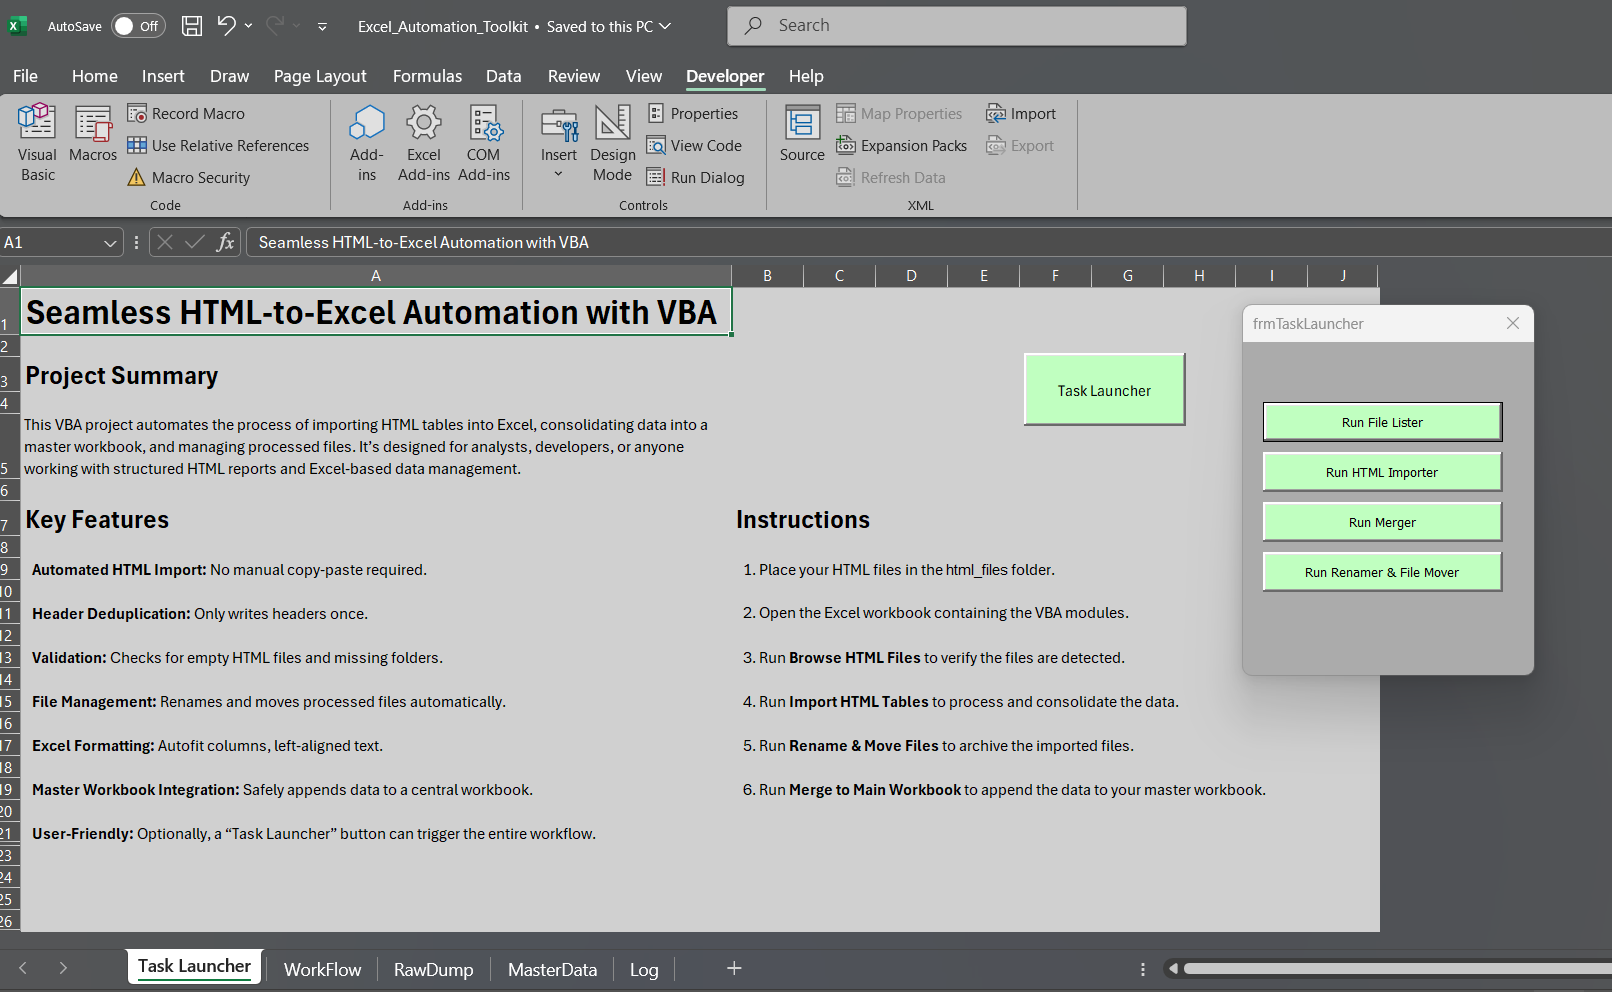 AutoSave Off Excel_Automation_Toolkit • Saved to this PC Search
File Home Insert Draw Page Layout Formulas Data Review View Developer Help
Visual Basic
Macros
Record Macro
Use Relative References
Macro Security
Code
Add-ins
Excel Add-ins
COM Add-ins
Add-ins
Insert
Design Mode
Properties
View Code
Run Dialog
Controls
Source
Map Properties
Expansion Packs
Refresh Data
Import
Export
XML
A1 fx Seamless HTML-to-Excel Automation with VBA
A B C D E F G H I J
1
2
3
4
5
6
7
8
9
10
11
12
13
14
15
16
17
18
19
20
21
23
24
25
26
Seamless HTML-to-Excel Automation with VBA
Project Summary
This VBA project automates the process of importing HTML tables into Excel, consolidating data into a
master workbook, and managing processed files. It’s designed for analysts, developers, or anyone
working with structured HTML reports and Excel-based data management.
Task Launcher
Key Features
Automated HTML Import: No manual copy-paste required.
Header Deduplication: Only writes headers once.
Validation: Checks for empty HTML files and missing folders.
File Management: Renames and moves processed files automatically.
Excel Formatting: Autofit columns, left-aligned text.
Master Workbook Integration: Safely appends data to a central workbook.
User-Friendly: Optionally, a “Task Launcher” button can trigger the entire workflow.
Instructions
1. Place your HTML files in the html_files folder.
2. Open the Excel workbook containing the VBA modules.
3. Run Browse HTML Files to verify the files are detected.
4. Run Import HTML Tables to process and consolidate the data.
5. Run Rename & Move Files to archive the imported files.
6. Run Merge to Main Workbook to append the data to your master workbook.
frmTaskLauncher
Run File Lister
Run HTML Importer
Run Merger
Run Renamer & File Mover
Task Launcher WorkFlow RawDump MasterData Log